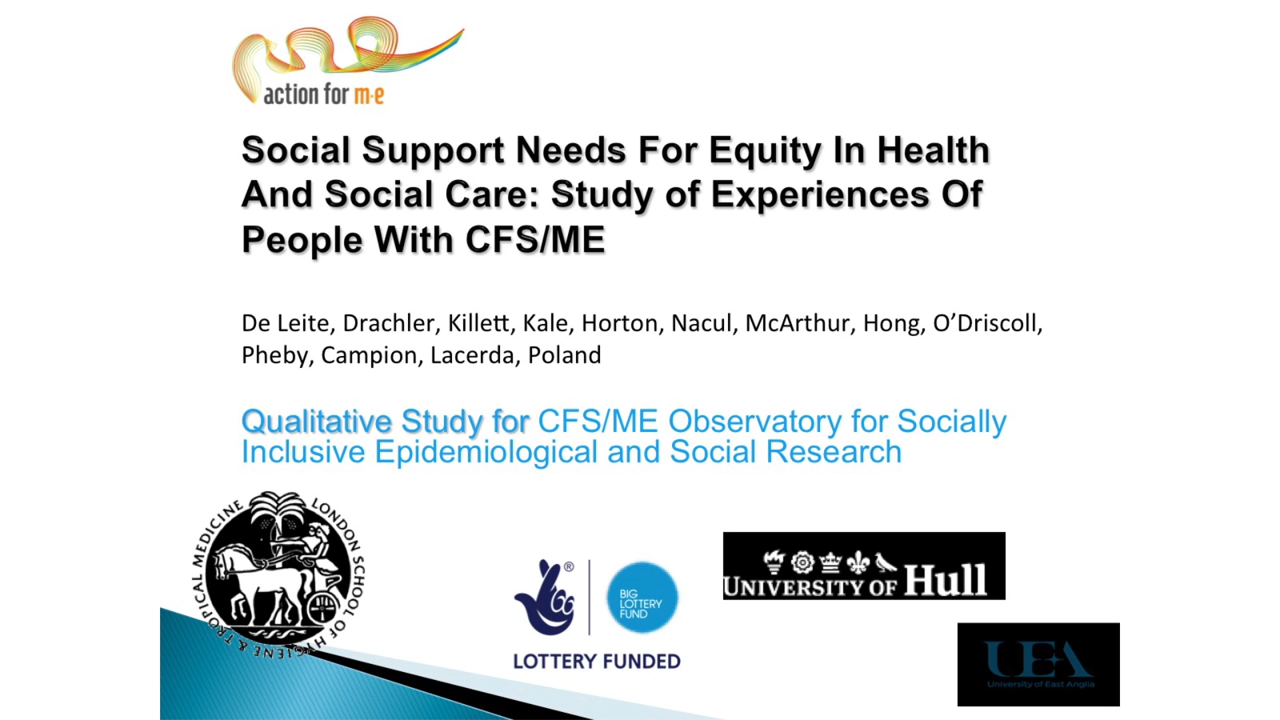 action for m·e
Social Support Needs For Equity In Health
And Social Care: Study of Experiences Of
People With CFS/ME
De Leite, Drachler, Killett, Kale, Horton, Nacul, McArthur, Hong, O’Driscoll,
Pheby, Campion, Lacerda, Poland
Qualitative Study for CFS/ME Observatory for Socially
Inclusive Epidemiological and Social Research
LONDON SCHOOL OF HYGIENE & TROPICAL MEDICINE
®
BIG
LOTTERY
FUND
LOTTERY FUNDED
UNIVERSITY OF Hull
UEA
University of East Anglia